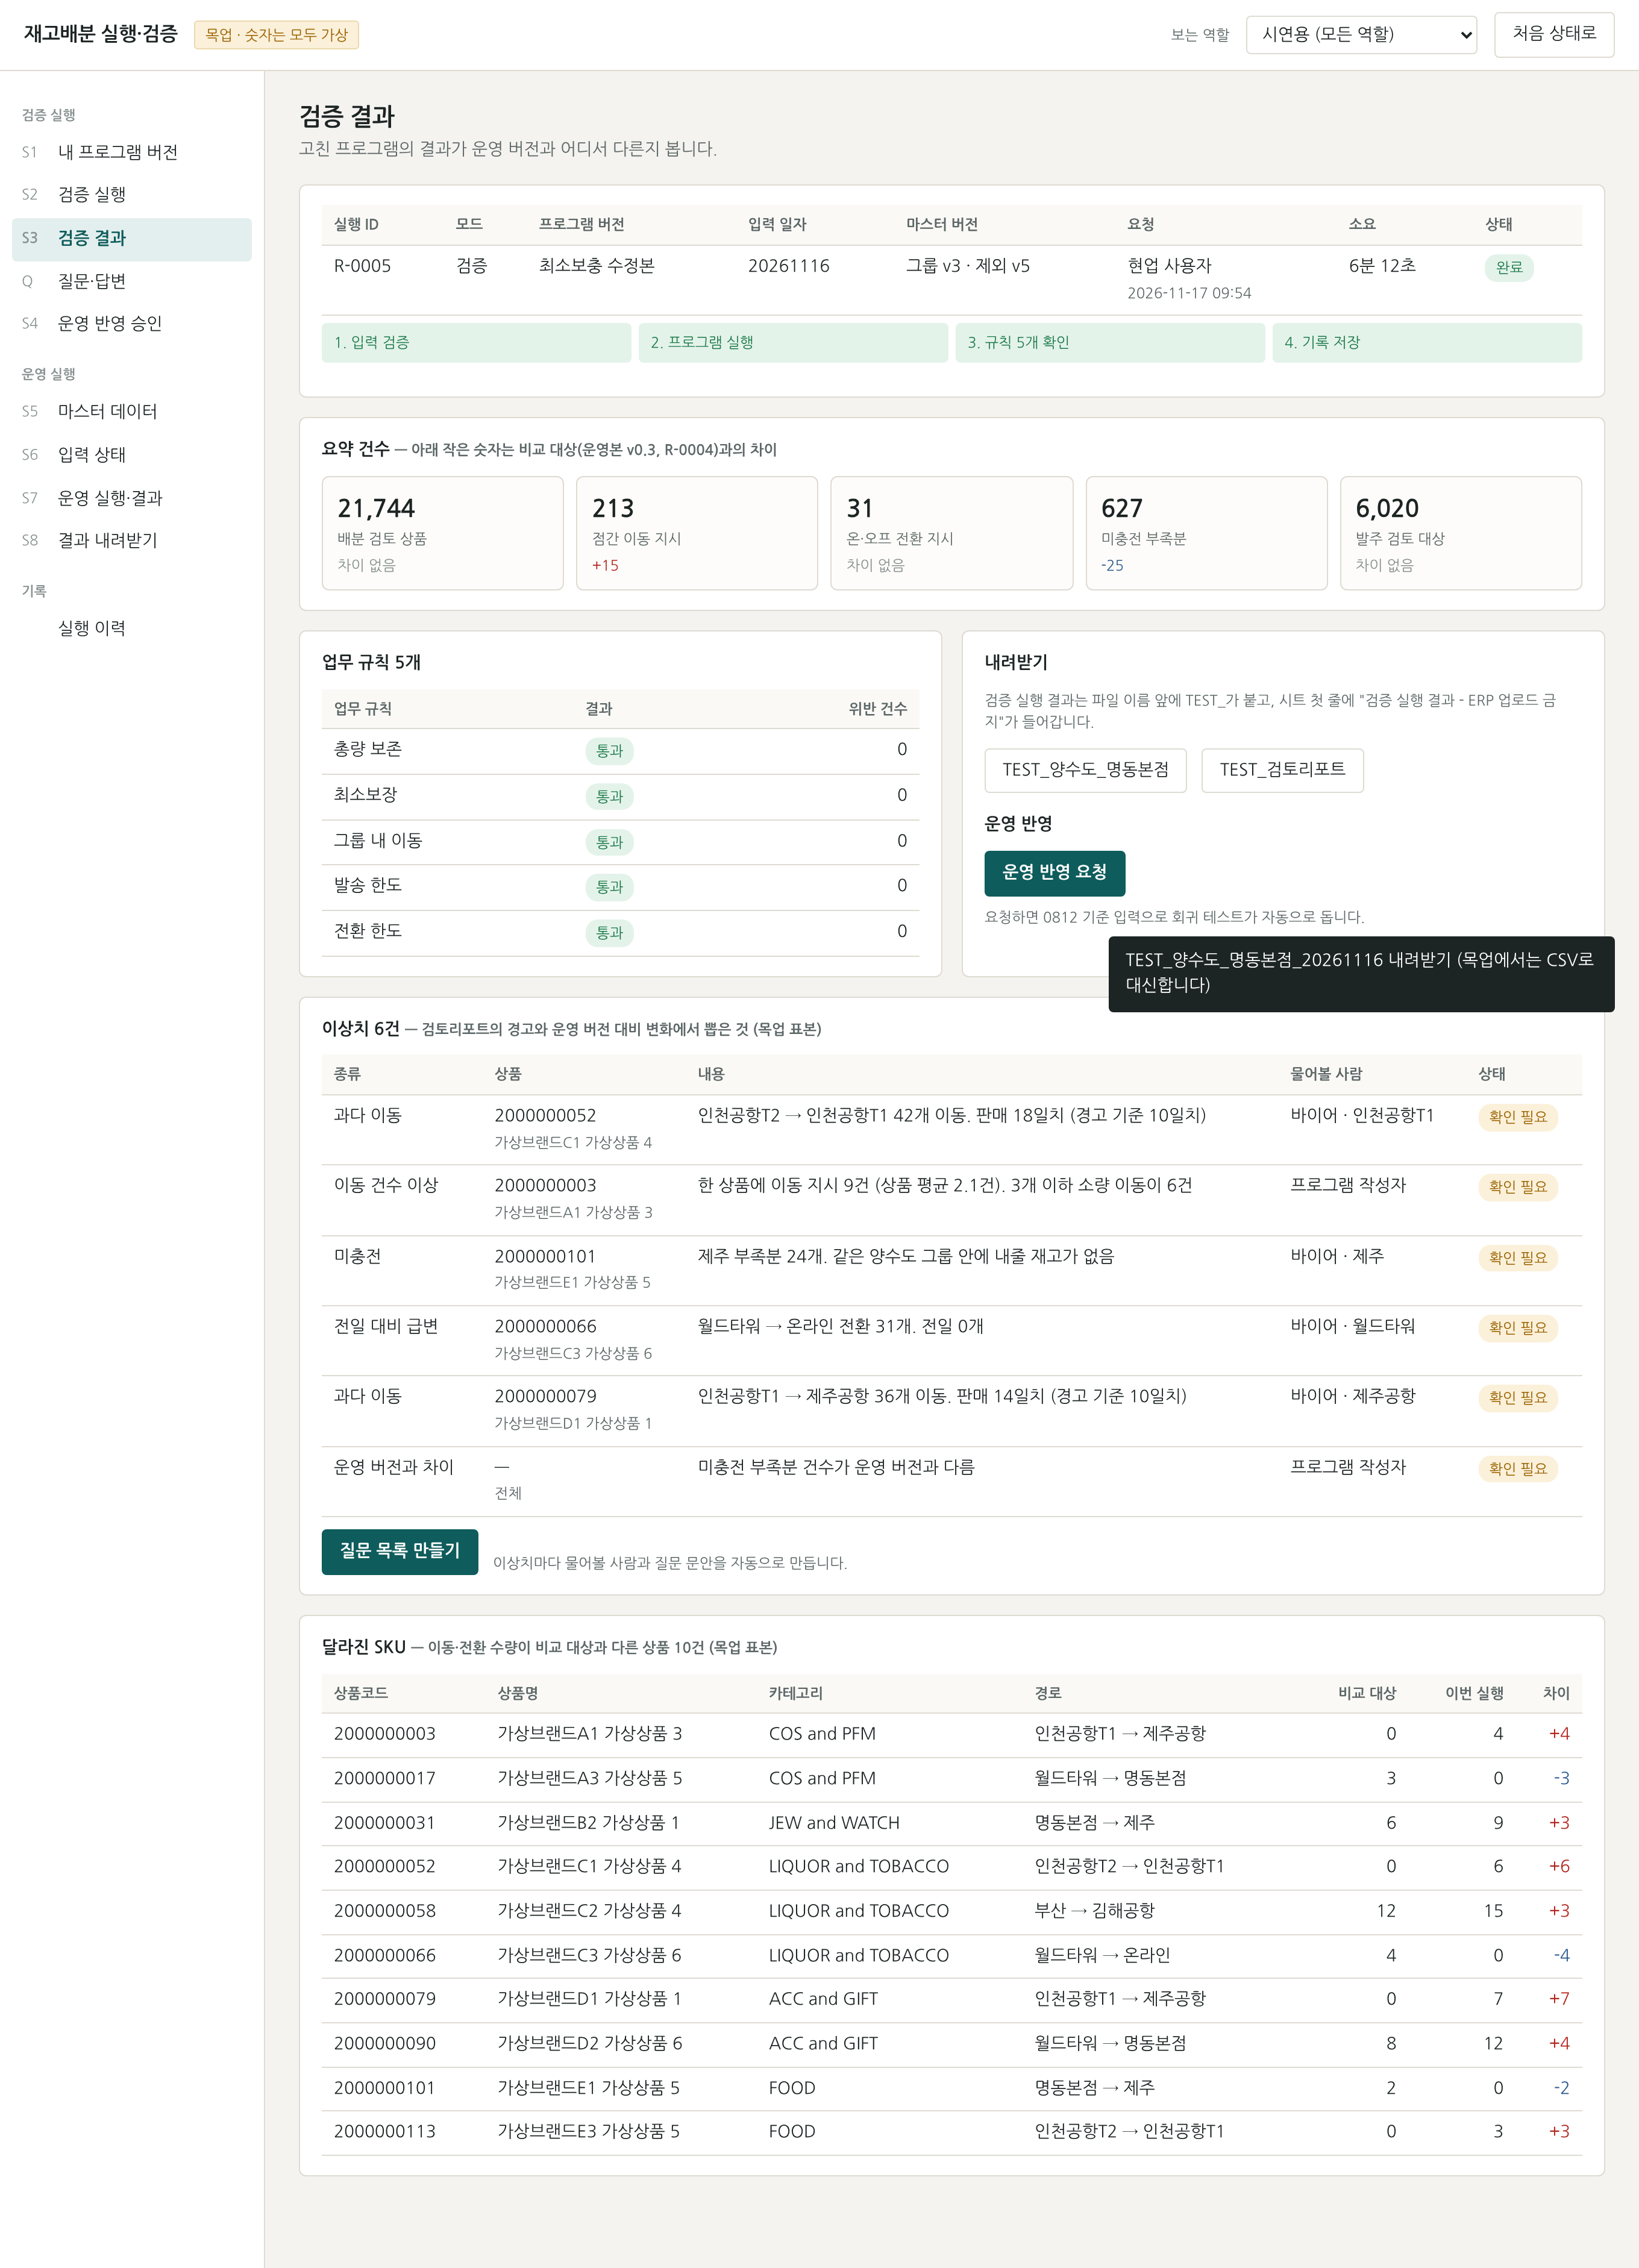 재고배분 실행·검증
목업 · 숫자는 모두 가상
보는 역할
시연용 (모든 역할)
처음 상태로
검증 실행
S1 내 프로그램 버전
S2 검증 실행
S3 검증 결과
Q 질문·답변
S4 운영 반영 승인
운영 실행
S5 마스터 데이터
S6 입력 상태
S7 운영 실행·결과
S8 결과 내려받기
기록
실행 이력
검증 결과
고친 프로그램의 결과가 운영 버전과 어디서 다른지 봅니다.
실행 ID 모드 프로그램 버전 입력 일자 마스터 버전 요청 소요 상태
R-0005 검증 최소보충 수정본 20261116 그룹 v3 · 제외 v5 현업 사용자 6분 12초 완료
2026-11-17 09:54
1. 입력 검증 2. 프로그램 실행 3. 규칙 5개 확인 4. 기록 저장
요약 건수 — 아래 작은 숫자는 비교 대상(운영본 v0.3, R-0004)과의 차이
21,744
배분 검토 상품
차이 없음
213
점간 이동 지시
+15
31
온·오프 전환 지시
차이 없음
627
미충전 부족분
-25
6,020
발주 검토 대상
차이 없음
업무 규칙 5개
업무 규칙 결과 위반 건수
총량 보존 통과 0
최소보장 통과 0
그룹 내 이동 통과 0
발송 한도 통과 0
전환 한도 통과 0
내려받기
검증 실행 결과는 파일 이름 앞에 TEST_가 붙고, 시트 첫 줄에 "검증 실행 결과 - ERP 업로드 금
지"가 들어갑니다.
TEST_양수도_명동본점
TEST_검토리포트
운영 반영
운영 반영 요청
요청하면 0812 기준 입력으로 회귀 테스트가 자동으로 돕니다.
TEST_양수도_명동본점_20261116 내려받기 (목업에서는 CSV로
대신합니다)
이상치 6건 — 검토리포트의 경고와 운영 버전 대비 변화에서 뽑은 것 (목업 표본)
종류 상품 내용 물어볼 사람 상태
과다 이동 2000000052 인천공항T2 → 인천공항T1 42개 이동. 판매 18일치 (경고 기준 10일치) 바이어 · 인천공항T1 확인 필요
가상브랜드C1 가상상품 4
이동 건수 이상 2000000003 한 상품에 이동 지시 9건 (상품 평균 2.1건). 3개 이하 소량 이동이 6건 프로그램 작성자 확인 필요
가상브랜드A1 가상상품 3
미충전 2000000101 제주 부족분 24개. 같은 양수도 그룹 안에 내줄 재고가 없음 바이어 · 제주 확인 필요
가상브랜드E1 가상상품 5
전일 대비 급변 2000000066 월드타워 → 온라인 전환 31개. 전일 0개 바이어 · 월드타워 확인 필요
가상브랜드C3 가상상품 6
과다 이동 2000000079 인천공항T1 → 제주공항 36개 이동. 판매 14일치 (경고 기준 10일치) 바이어 · 제주공항 확인 필요
가상브랜드D1 가상상품 1
운영 버전과 차이 — 미충전 부족분 건수가 운영 버전과 다름 프로그램 작성자 확인 필요
전체
질문 목록 만들기
이상치마다 물어볼 사람과 질문 문안을 자동으로 만듭니다.
달라진 SKU — 이동·전환 수량이 비교 대상과 다른 상품 10건 (목업 표본)
상품코드 상품명 카테고리 경로 비교 대상 이번 실행 차이
2000000003 가상브랜드A1 가상상품 3 COS and PFM 인천공항T1 → 제주공항 0 4 +4
2000000017 가상브랜드A3 가상상품 5 COS and PFM 월드타워 → 명동본점 3 0 -3
2000000031 가상브랜드B2 가상상품 1 JEW and WATCH 명동본점 → 제주 6 9 +3
2000000052 가상브랜드C1 가상상품 4 LIQUOR and TOBACCO 인천공항T2 → 인천공항T1 0 6 +6
2000000058 가상브랜드C2 가상상품 4 LIQUOR and TOBACCO 부산 → 김해공항 12 15 +3
2000000066 가상브랜드C3 가상상품 6 LIQUOR and TOBACCO 월드타워 → 온라인 4 0 -4
2000000079 가상브랜드D1 가상상품 1 ACC and GIFT 인천공항T1 → 제주공항 0 7 +7
2000000090 가상브랜드D2 가상상품 6 ACC and GIFT 월드타워 → 명동본점 8 12 +4
2000000101 가상브랜드E1 가상상품 5 FOOD 명동본점 → 제주 2 0 -2
2000000113 가상브랜드E3 가상상품 5 FOOD 인천공항T2 → 인천공항T1 0 3 +3